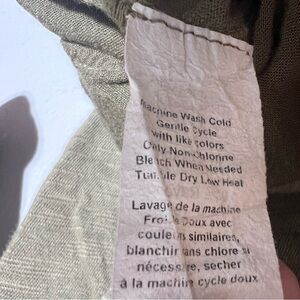 Machine Wash Cold
Gentle Cycle
with like colors
Only Non-Chlorine
Bleach When Needed
Tumble Dry Low Heat
Lavage de la machine
Froide Doux avec
couleurs similaires,
blanchir sans chlore si
nécessaire, secher
à la machine cycle doux